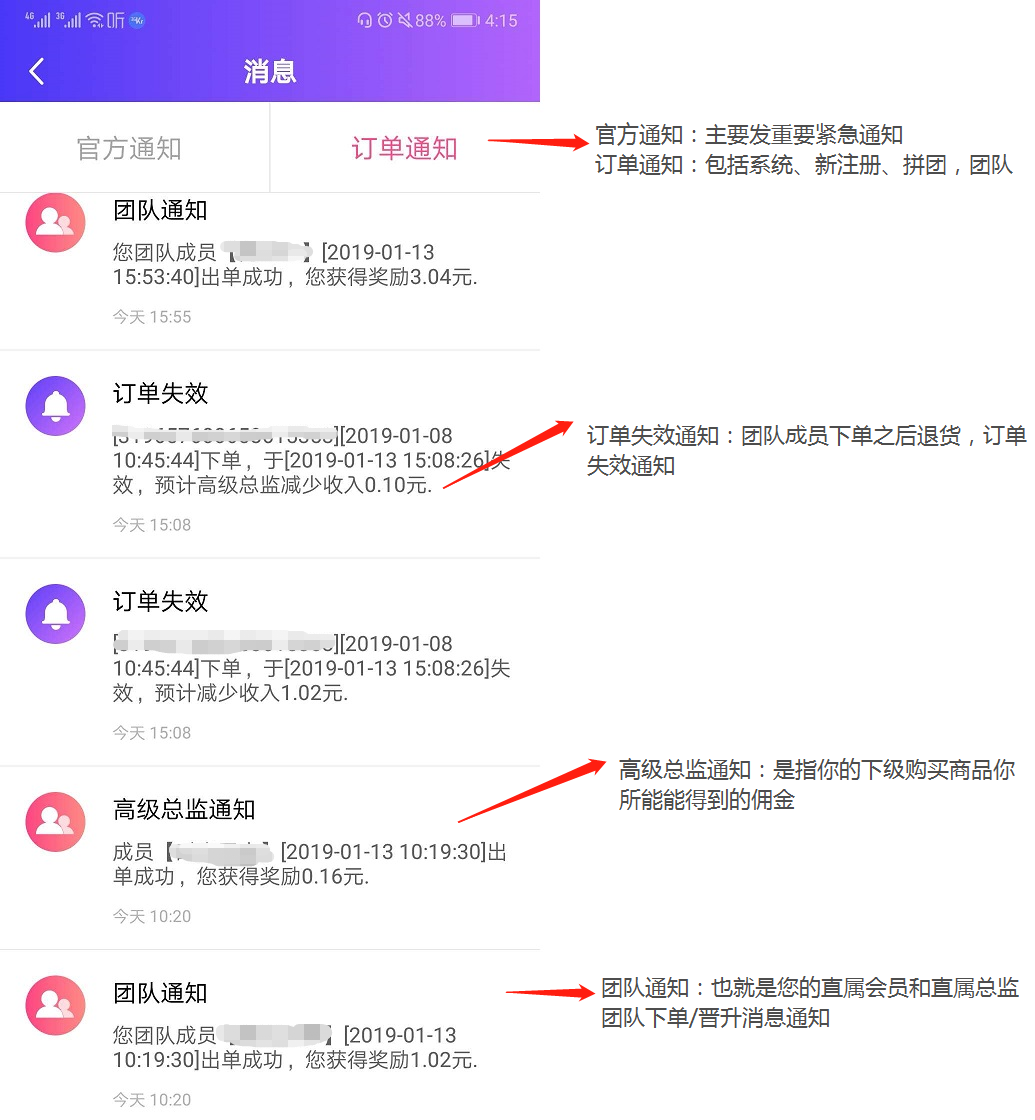 4G 3G 听 88% 4:15
消息
官方通知
订单通知
官方通知：主要发重要紧急通知
订单通知：包括系统、新注册、拼团，团队
团队通知
您团队成员【】[2019-01-13
15:53:40]出单成功，您获得奖励3.04元.
今天 15:55
订单失效
[2019-01-08
10:45:44]下单，于[2019-01-13 15:08:26]失
效，预计高级总监减少收入0.10元.
今天 15:08
订单失效通知：团队成员下单之后退货，订单
失效通知
订单失效
[2019-01-08
10:45:44]下单，于[2019-01-13 15:08:26]失
效，预计减少收入1.02元.
今天 15:08
高级总监通知
成员【】[2019-01-13 10:19:30]出
单成功，您获得奖励0.16元.
今天 10:20
高级总监通知：是指你的下级购买商品你
所能能得到的佣金
团队通知
您团队成员【】[2019-01-13
10:19:30]出单成功，您获得奖励1.02元.
今天 10:20
团队通知：也就是您的直属会员和直属总监
团队下单/晋升消息通知